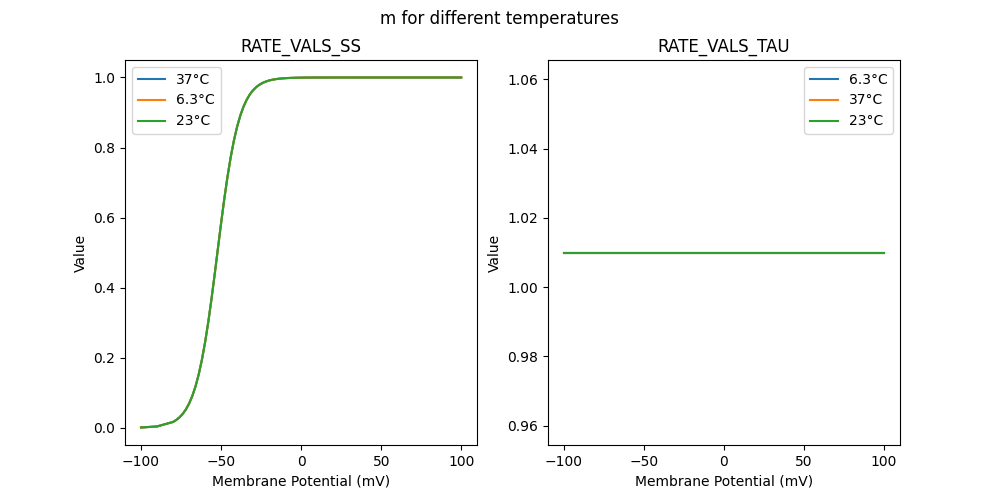 m for different temperatures
RATE_VALS_SS
Value
1.0
0.8
0.6
0.4
0.2
0.0
37°C
6.3°C
23°C
−100
−50
0
50
100
Membrane Potential (mV)
RATE_VALS_TAU
Value
1.06
1.04
1.02
1.00
0.98
0.96
6.3°C
37°C
23°C
−100
−50
0
50
100
Membrane Potential (mV)